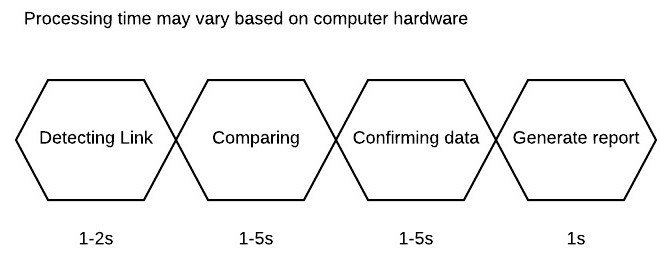 Processing time may vary based on computer hardware
Detecting Link
Comparing
Confirming data
Generate report
1-2s
1-5s
1-5s
1s